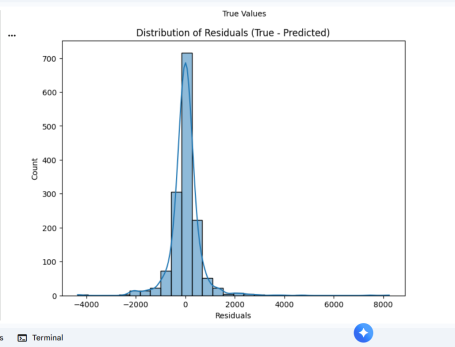 True Values
...
Distribution of Residuals (True - Predicted)
700
600
500
400
300
200
100
0
Count
−4000 −2000 0 2000 4000 6000 8000
Residuals
s Terminal